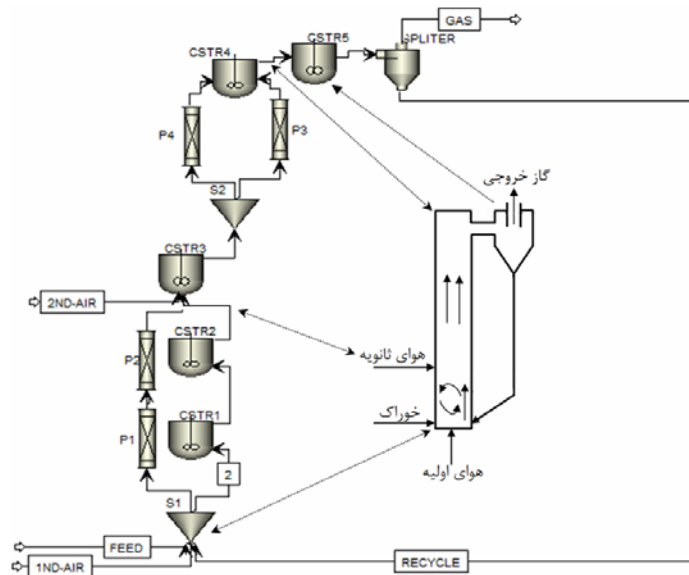 GAS
CSTR4
CSTR5
SPLITER
P4
P3
S2
گاز خروجی
CSTR3
2ND-AIR
CSTR2
P2
هوای ثانویه
CSTR1
P1
خوراک
2
هوای اولیه
S1
FEED
RECYCLE
1ND-AIR